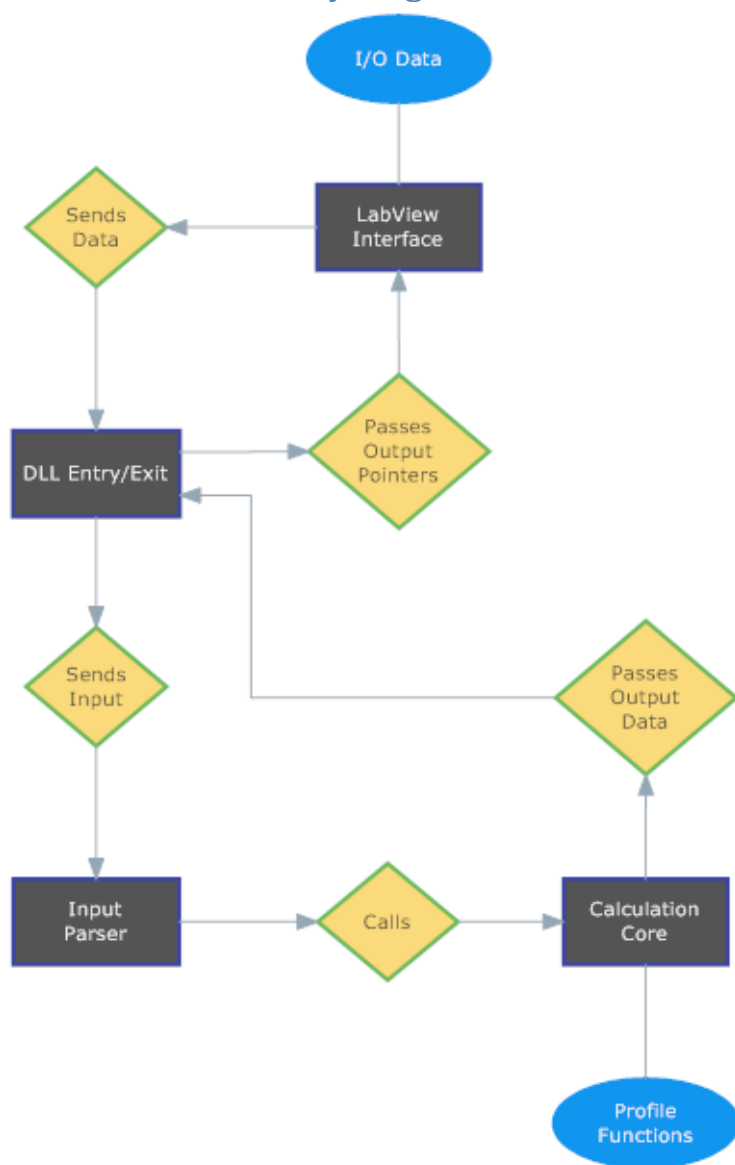 I/O Data
LabView
Interface
Sends
Data
Passes
Output
Pointers
DLL Entry/Exit
Sends
Input
Passes
Output
Data
Input
Parser
Calls
Calculation
Core
Profile
Functions